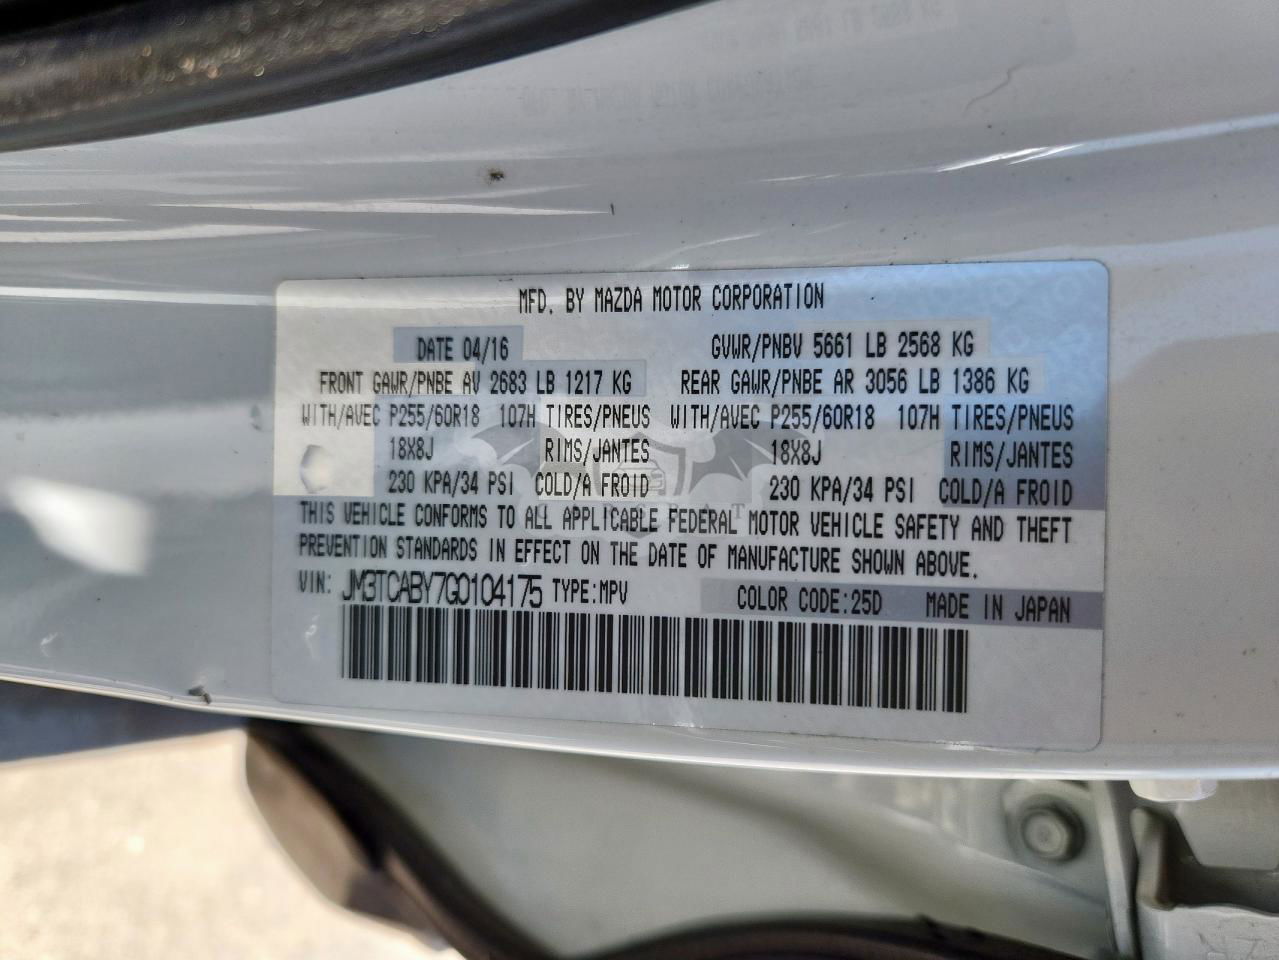 MFD. BY MAZDA MOTOR CORPORATION
DATE 04/16 GVWR/PNBV 5661 LB 2568 KG
FRONT GAWR/PNBE AV 2683 LB 1217 KG REAR GAWR/PNBE AR 3056 LB 1386 KG
WITH/AVEC P255/60R18 107H TIRES/PNEUS WITH/AVEC P255/60R18 107H TIRES/PNEUS
18X8J RIMS/JANTES 18X8J RIMS/JANTES
230 KPA/34 PSI COLD/A FROID 230 KPA/34 PSI COLD/A FROID
THIS VEHICLE CONFORMS TO ALL APPLICABLE FEDERAL MOTOR VEHICLE SAFETY AND THEFT
PREVENTION STANDARDS IN EFFECT ON THE DATE OF MANUFACTURE SHOWN ABOVE.
VIN: JM3TCABY7G0104175 TYPE:MPV COLOR CODE:25D MADE IN JAPAN